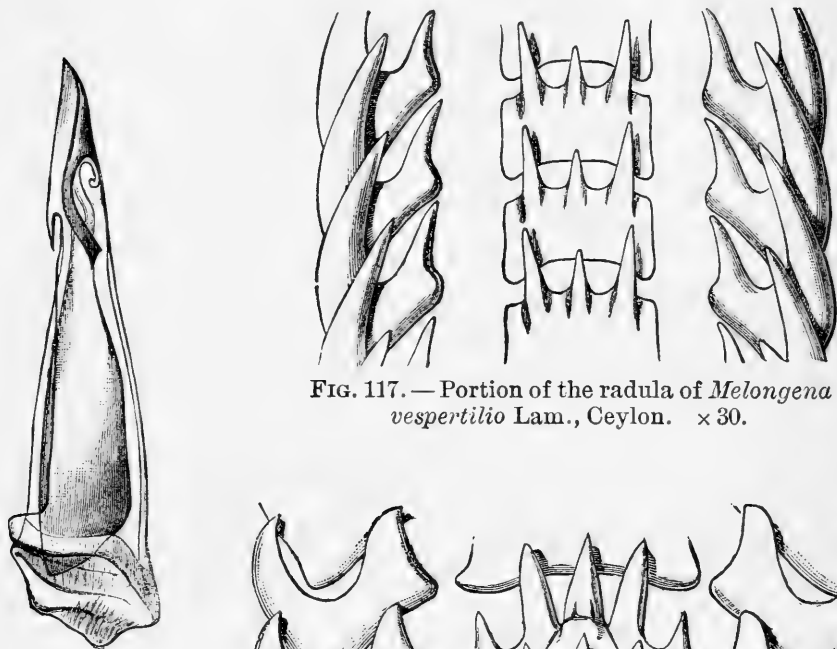 FIG. 117. — Portion of the radula of Melongena
vespertilio Lam., Ceylon. × 30.